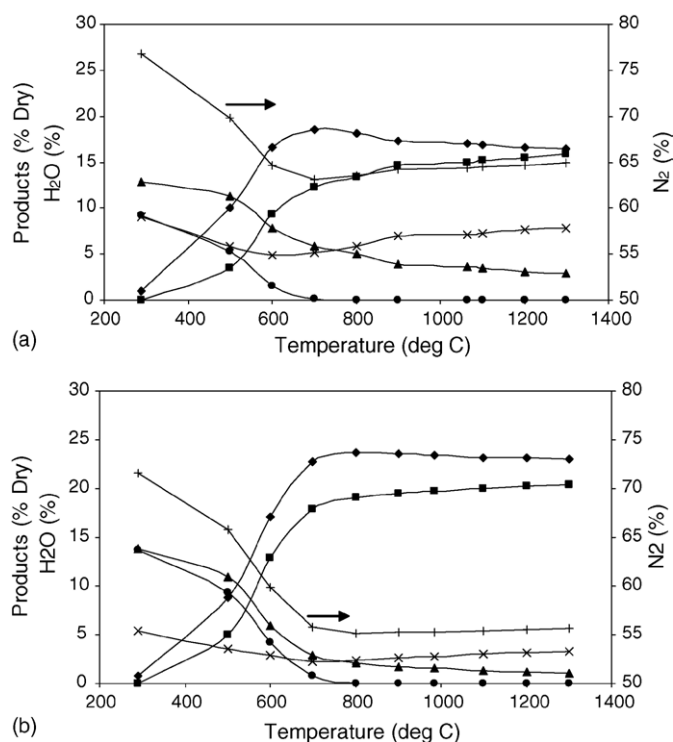 30 80
25 75
20 70
15 65
10 60
5 55
0 50
200 400 600 800 1000 1200 1400
Products (% Dry)
H₂O (%)
N₂ (%)
Temperature (deg C)
(a)
30 80
25 75
20 70
15 65
10 60
5 55
0 50
200 400 600 800 1000 1200 1400
Products (% Dry)
H2O (%)
N2 (%)
Temperature (deg C)
(b)